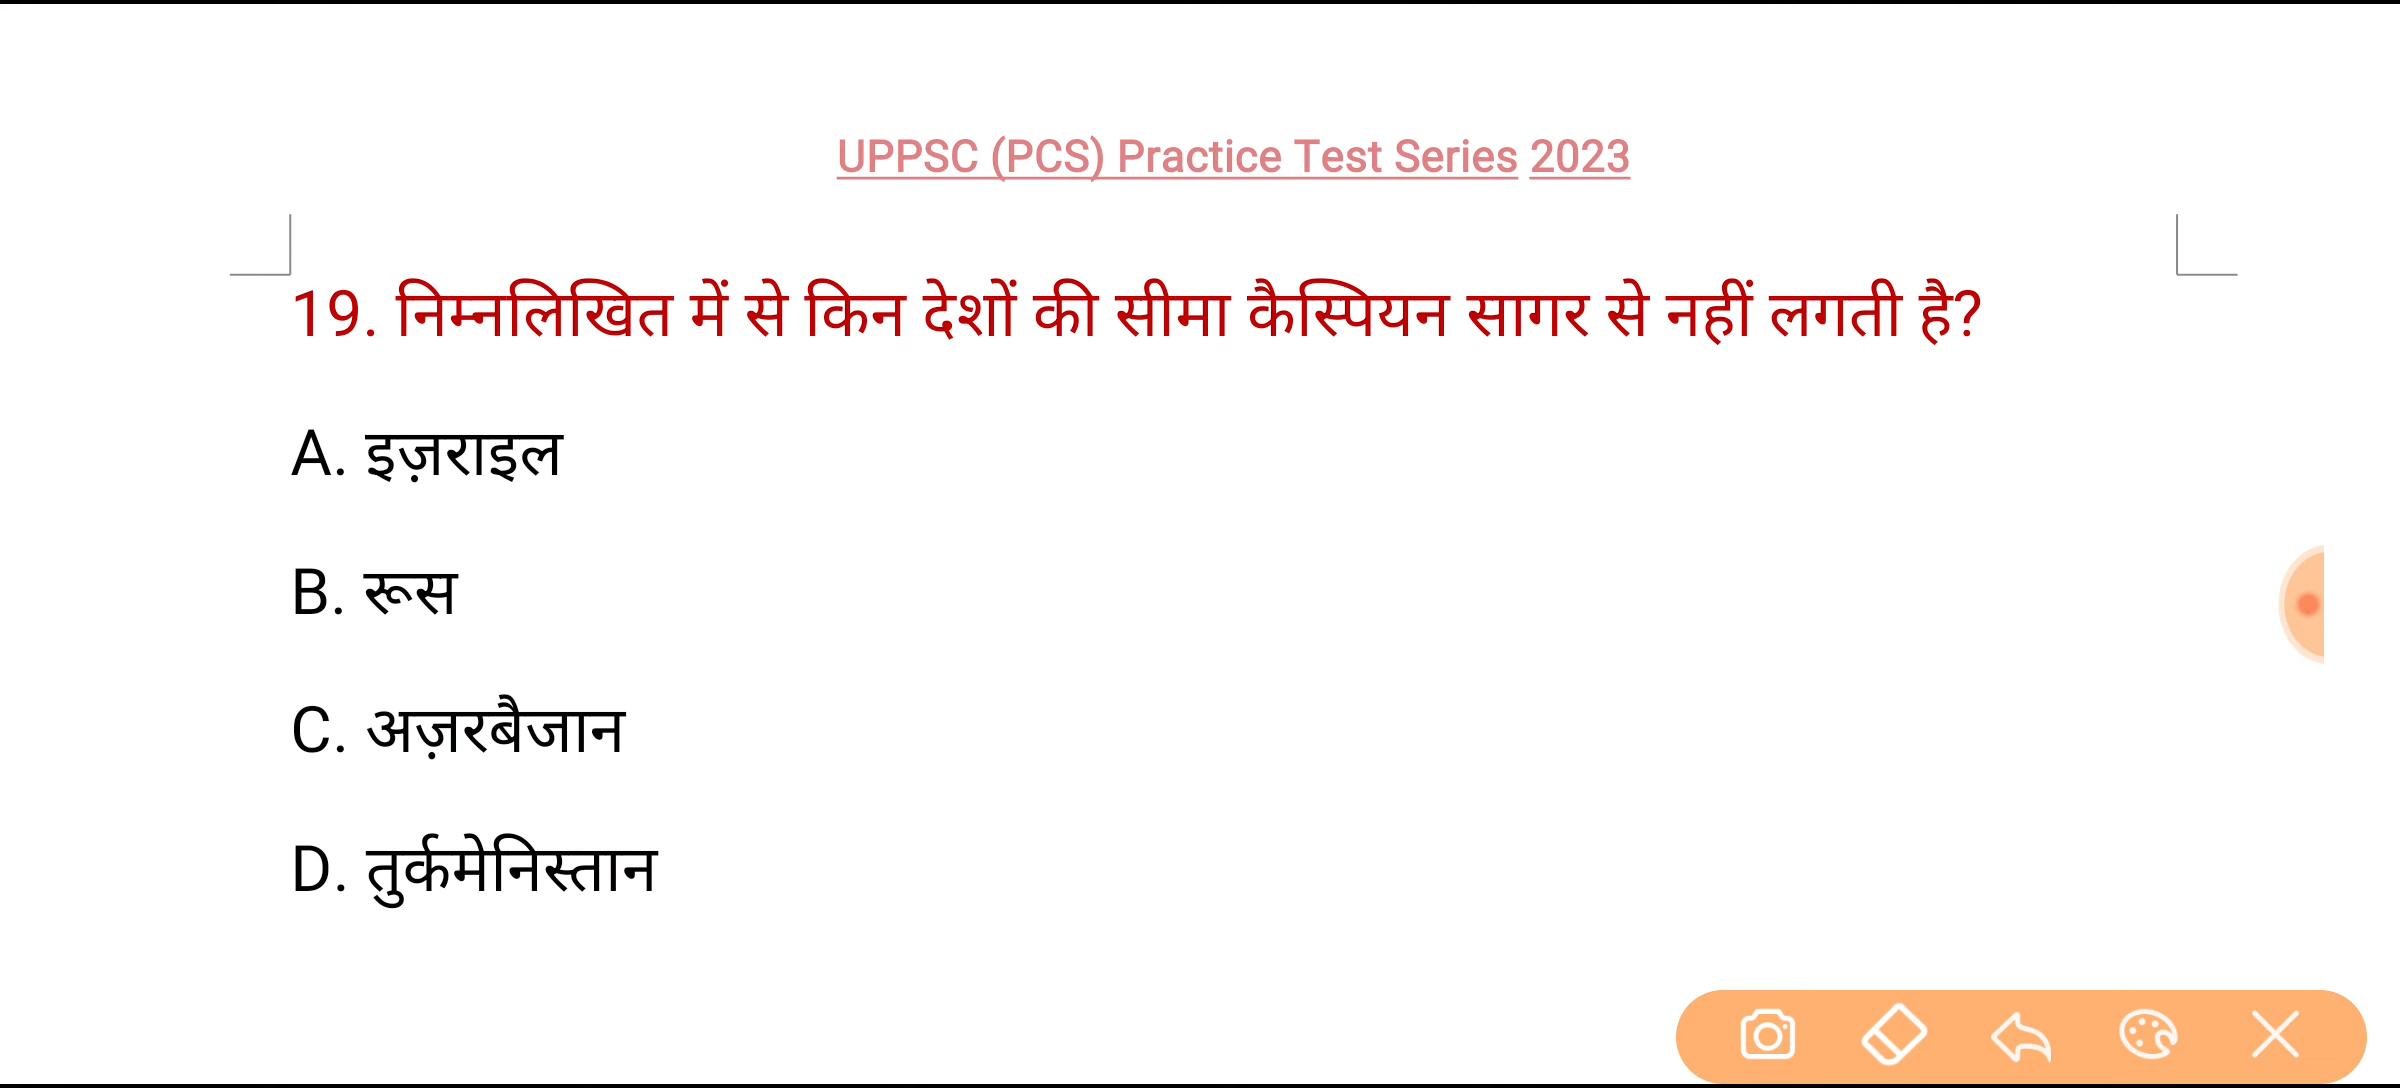 UPPSC (PCS) Practice Test Series 2023
19. निम्नलिखित में से किन देशों की सीमा कैस्पियन सागर से नहीं लगती है?
A. इज़राइल
B. रूस
C. अज़रबैजान
D. तुर्कमेनिस्तान